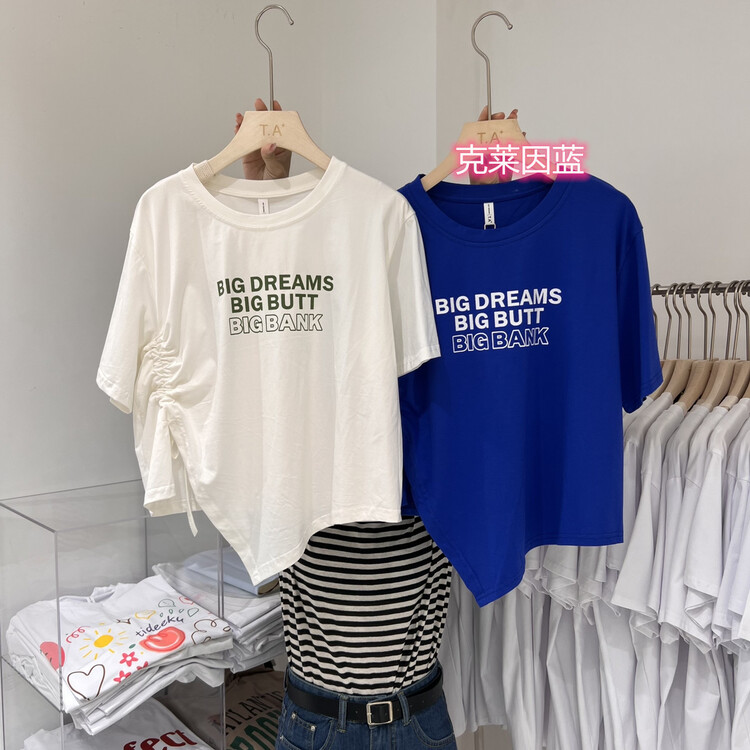 T.A+
T.A+
克莱因蓝
BIG DREAMS
BIG BUTT
BIG BANK
BIG DREAMS
BIG BUTT
BIG BANK
tideeku